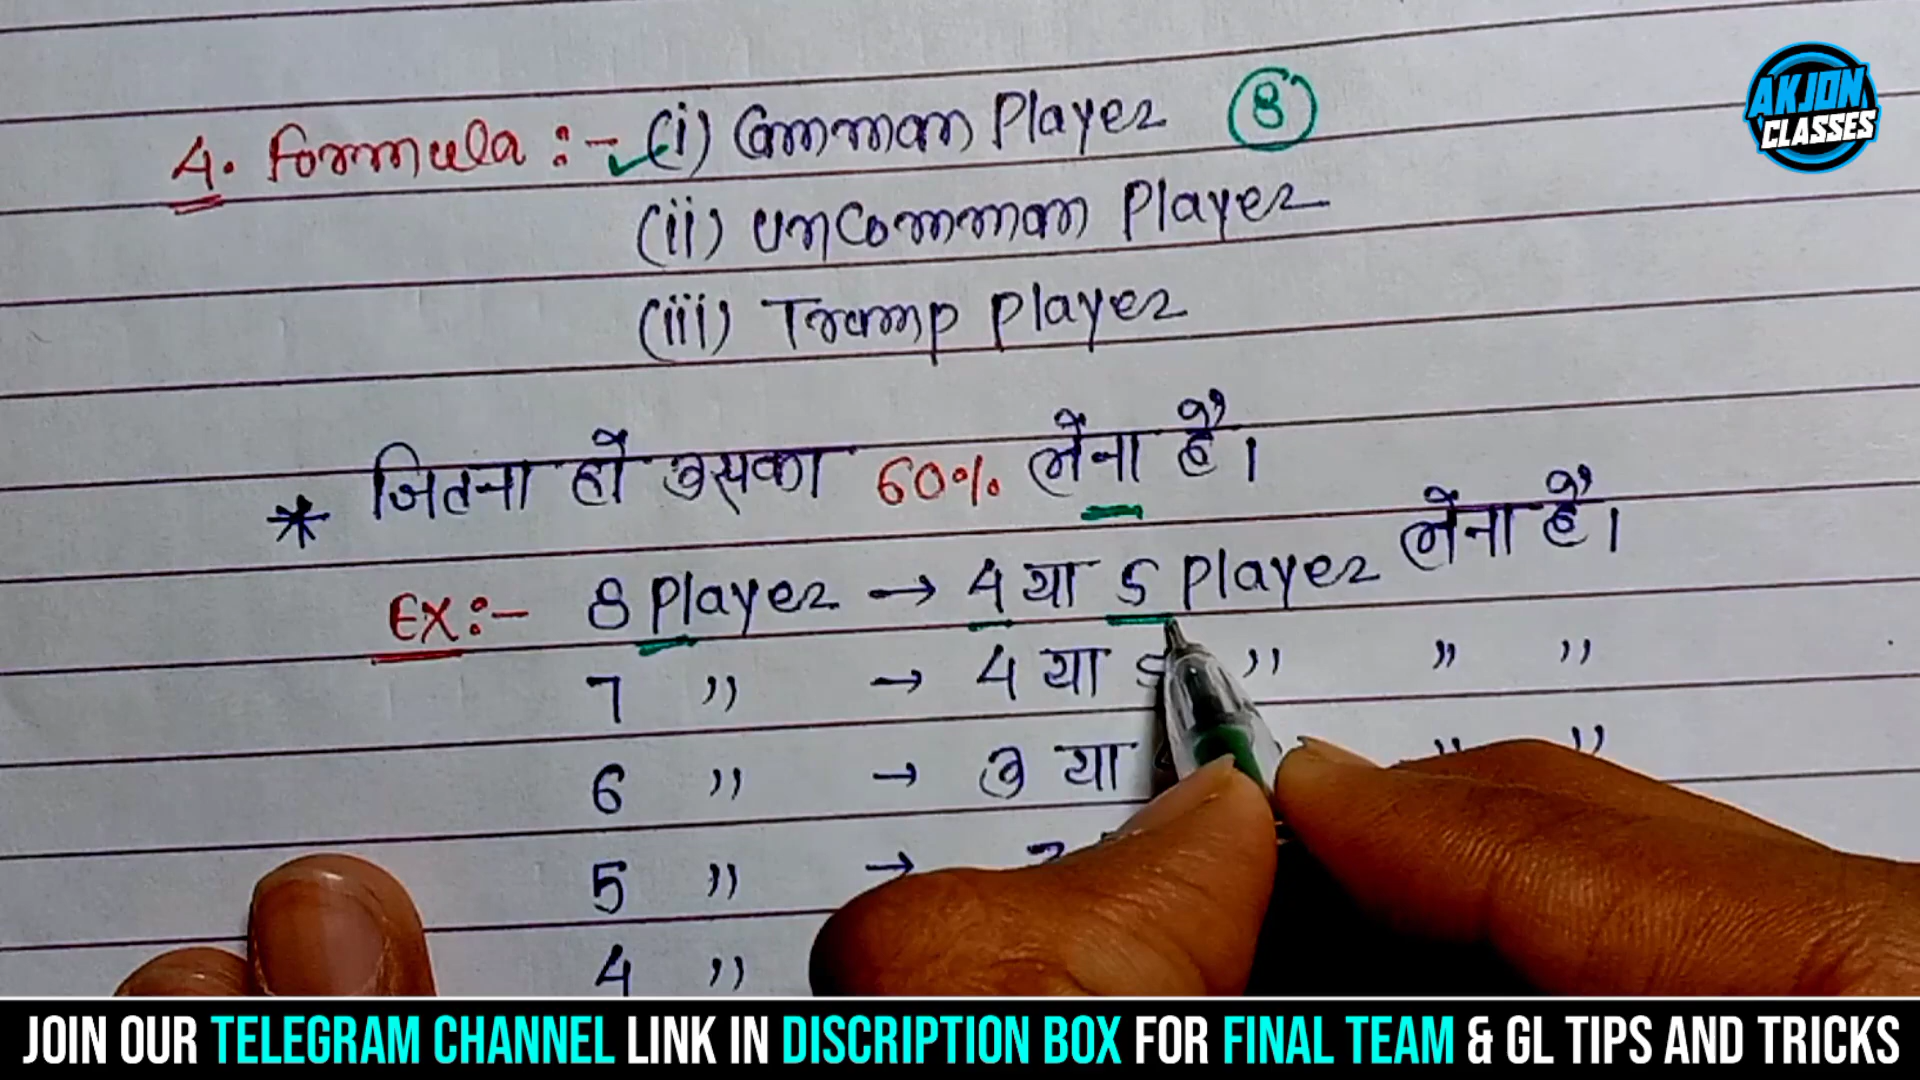 AKJON
CLASSES
4. Formula :- (i) Common Player 8
(ii) UnCommon Player
(iii) Tramp Player
* जितना हो उसका 60% लेना है।
Ex:- 8 Player → 4 या 5 Player लेना है।
7 ,, → 4 या 5 ,, ,, ,,
6 ,, → 3 या ,, ,,
5 ,, →
4 ,,
JOIN OUR TELEGRAM CHANNEL LINK IN DISCRIPTION BOX FOR FINAL TEAM & GL TIPS AND TRICKS